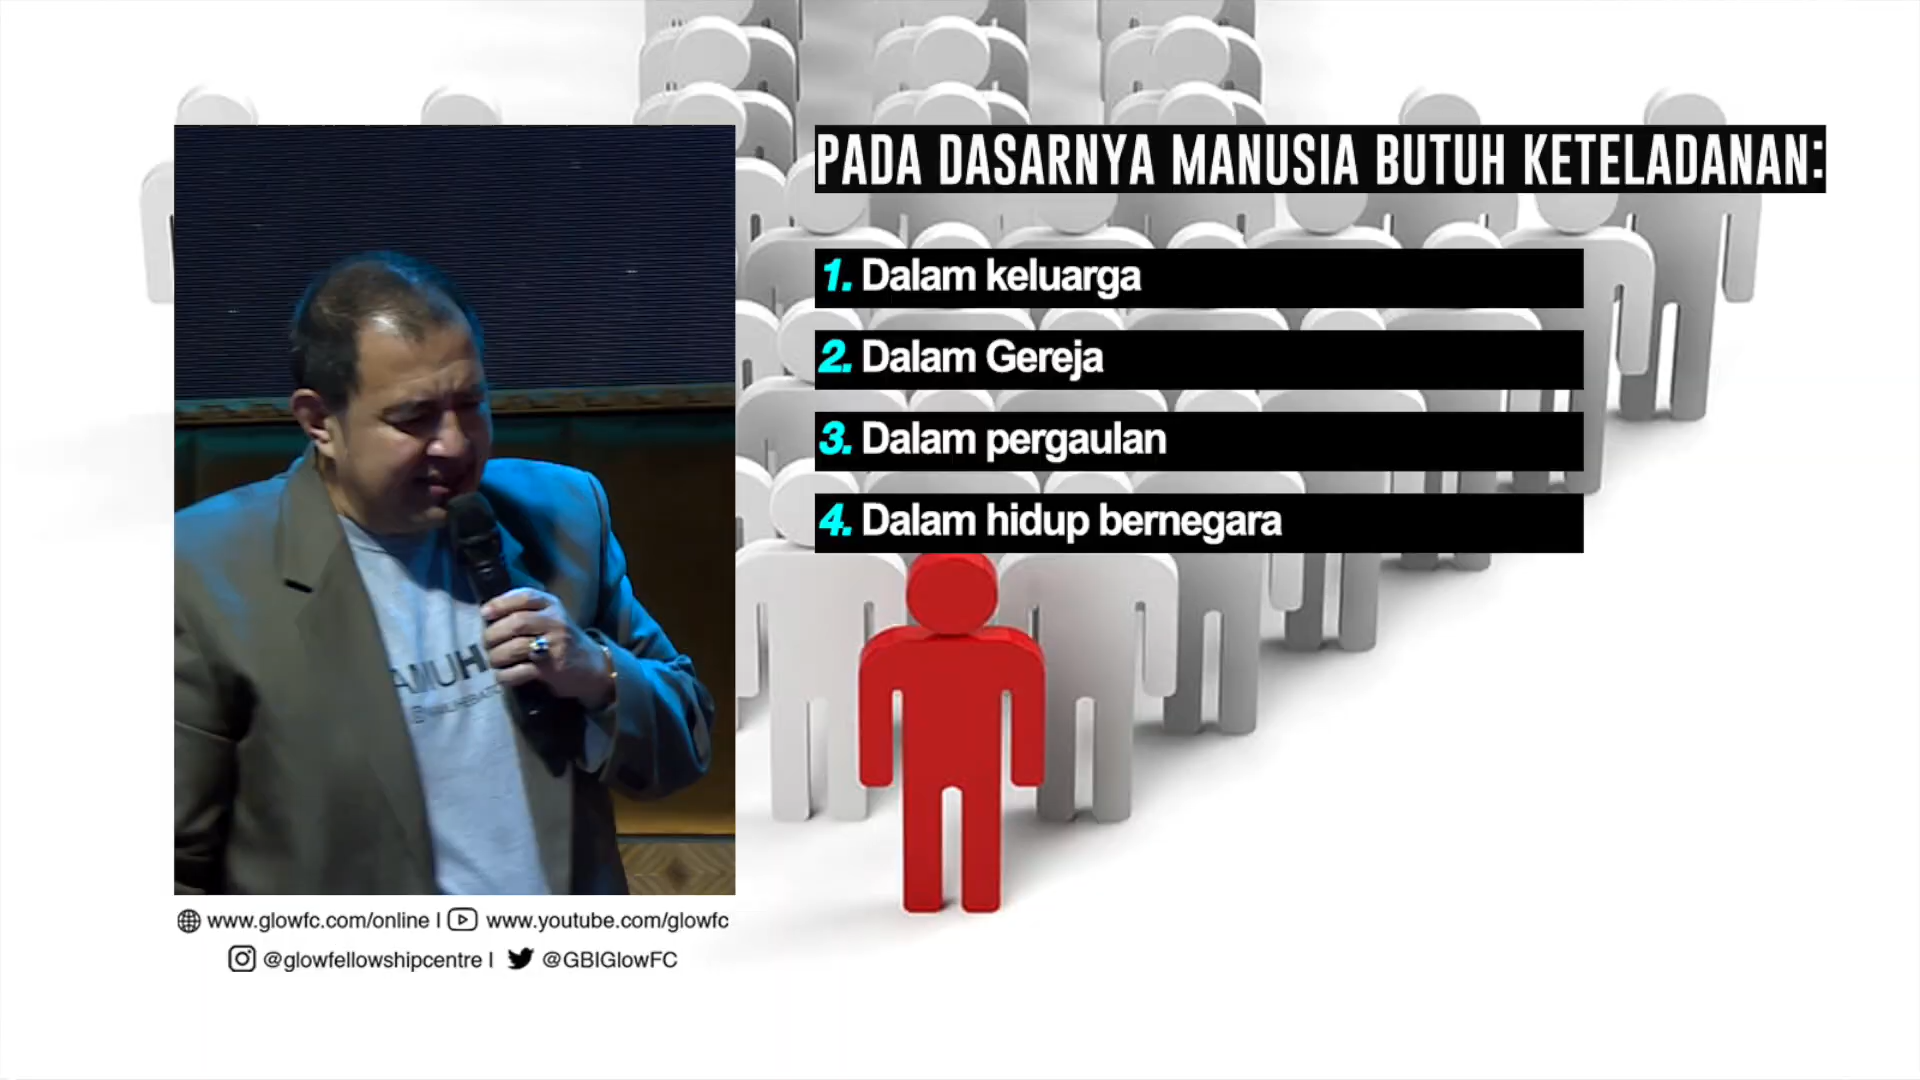 PADA DASARNYA MANUSIA BUTUH KETELADANAN:
1. Dalam keluarga
2. Dalam Gereja
3. Dalam pergaulan
4. Dalam hidup bernegara
www.glowfc.com/online I www.youtube.com/glowfc
@glowfellowshipcentre I @GBIGlowFC